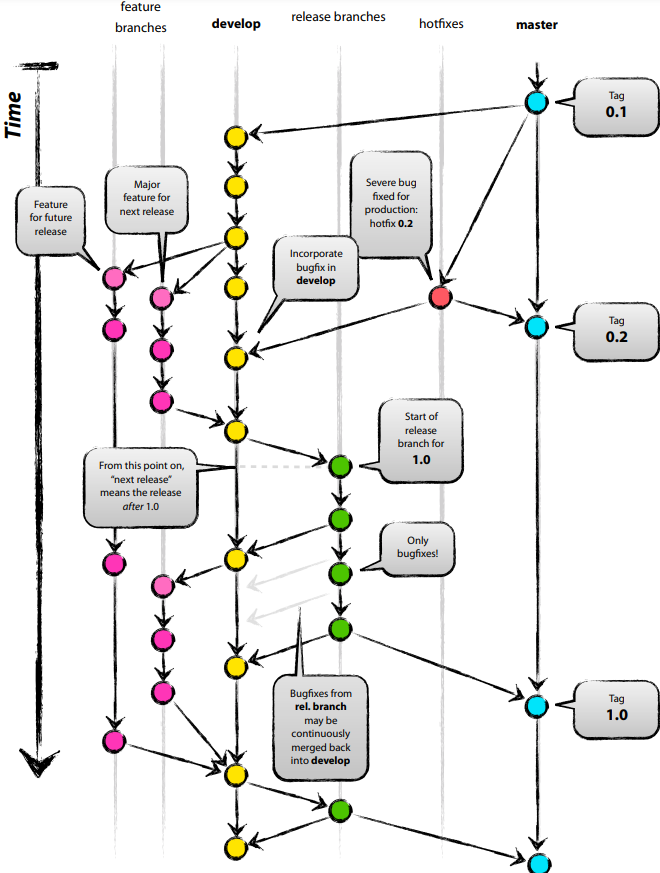 feature
branches
develop
release branches
hotfixes
master
Time
Tag
0.1
Major
feature for
next release
Severe bug
fixed for
production:
hotfix 0.2
Feature
for future
release
Incorporate
bugfix in
develop
Tag
0.2
Start of
release
branch for
1.0
From this point on,
“next release”
means the release
after 1.0
Only
bugfixes!
Bugfixes from
rel. branch
may be
continuously
merged back
into develop
Tag
1.0